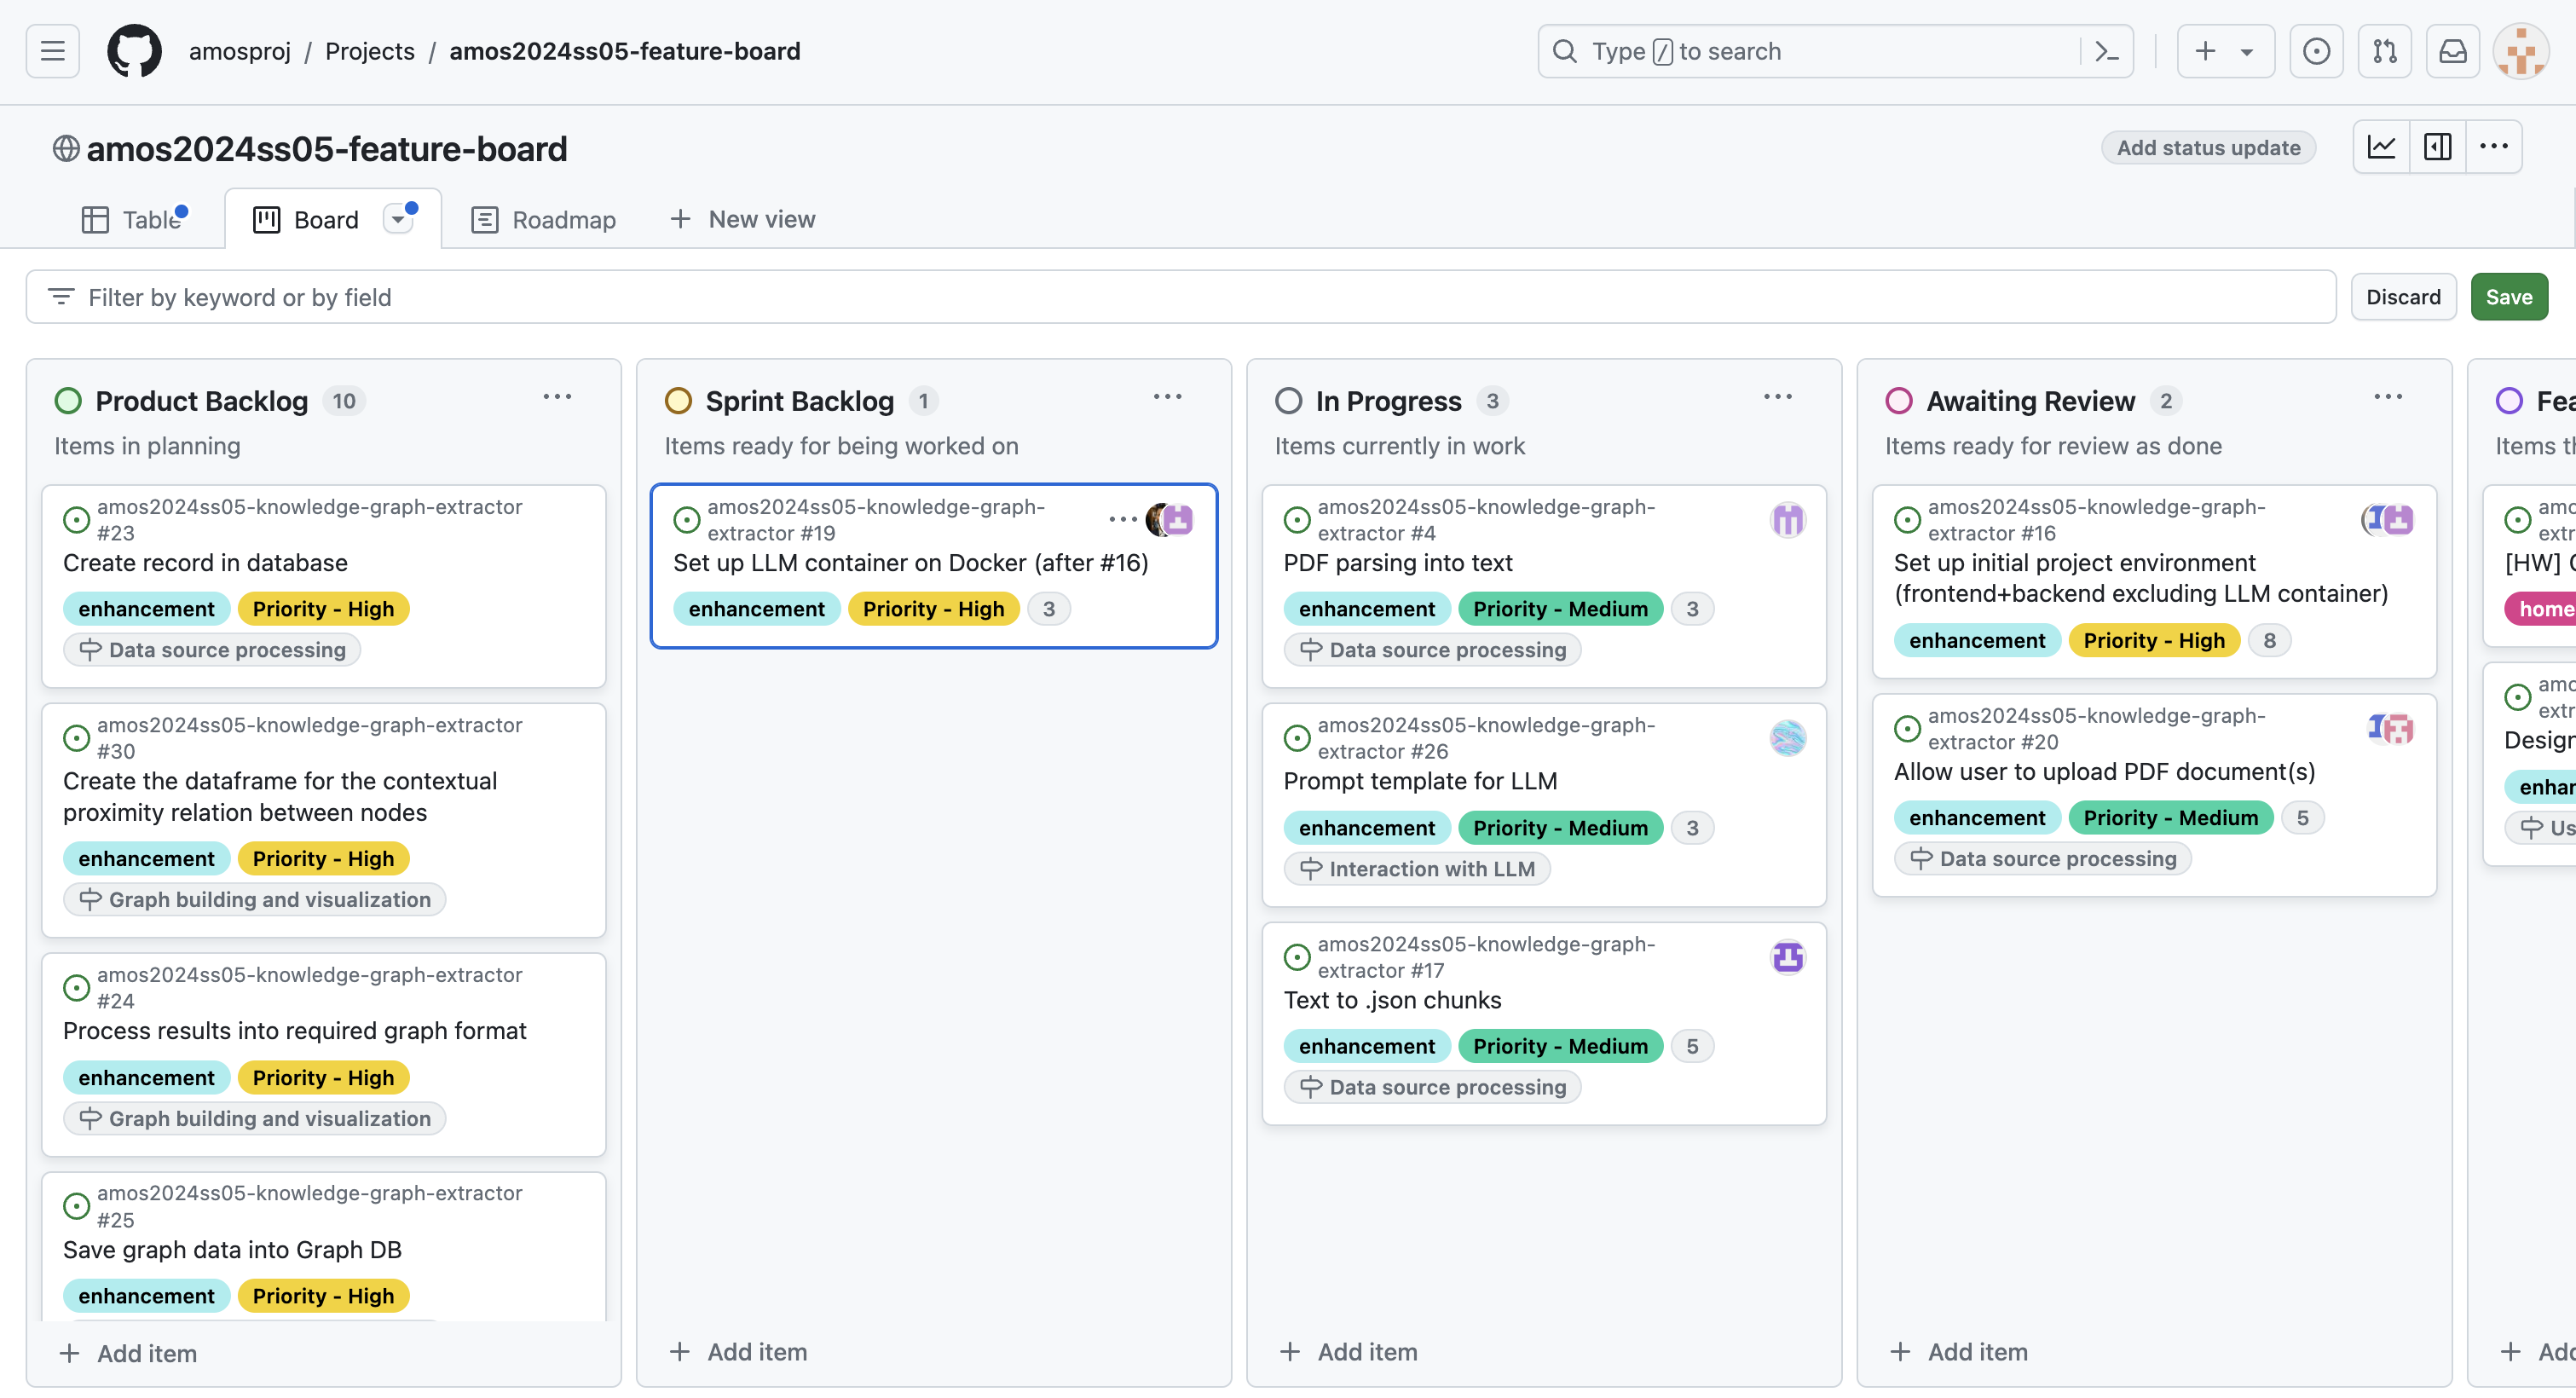 amosproj / Projects / amos2024ss05-feature-board
Type / to search
amos2024ss05-feature-board
Add status update
Table
Board
Roadmap
New view
Filter by keyword or by field
Discard
Save
Product Backlog 10
Items in planning
amos2024ss05-knowledge-graph-extractor
#23
Create record in database
enhancement Priority - High
Data source processing
amos2024ss05-knowledge-graph-extractor
#30
Create the dataframe for the contextual
proximity relation between nodes
enhancement Priority - High
Graph building and visualization
amos2024ss05-knowledge-graph-extractor
#24
Process results into required graph format
enhancement Priority - High
Graph building and visualization
amos2024ss05-knowledge-graph-extractor
#25
Save graph data into Graph DB
enhancement Priority - High
Add item
Sprint Backlog 1
Items ready for being worked on
amos2024ss05-knowledge-graph-
extractor #19
Set up LLM container on Docker (after #16)
enhancement Priority - High 3
Add item
In Progress 3
Items currently in work
amos2024ss05-knowledge-graph-
extractor #4
PDF parsing into text
enhancement Priority - Medium 3
Data source processing
amos2024ss05-knowledge-graph-
extractor #26
Prompt template for LLM
enhancement Priority - Medium 3
Interaction with LLM
amos2024ss05-knowledge-graph-
extractor #17
Text to .json chunks
enhancement Priority - Medium 5
Data source processing
Add item
Awaiting Review 2
Items ready for review as done
amos2024ss05-knowledge-graph-
extractor #16
Set up initial project environment
(frontend+backend excluding LLM container)
enhancement Priority - High 8
amos2024ss05-knowledge-graph-
extractor #20
Allow user to upload PDF document(s)
enhancement Priority - Medium 5
Data source processing
Add item
Fea
Items
amo
extr
[HW]
home
amo
extr
Design
enhan
Us
Add